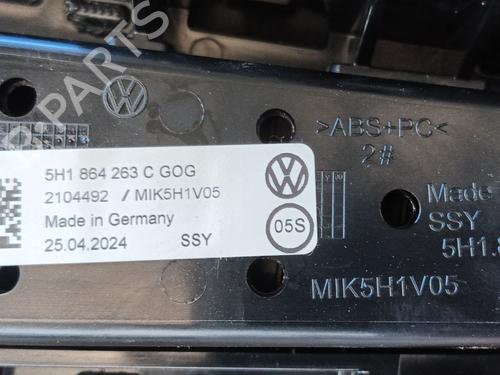 PARTS
>ABS+PC<
2#
5H1 864 263 C GOG
2104492 / MIK5H1V05
Made in Germany
25.04.2024 SSY
05S
Made
SSY
5H1.
MIK5H1V05